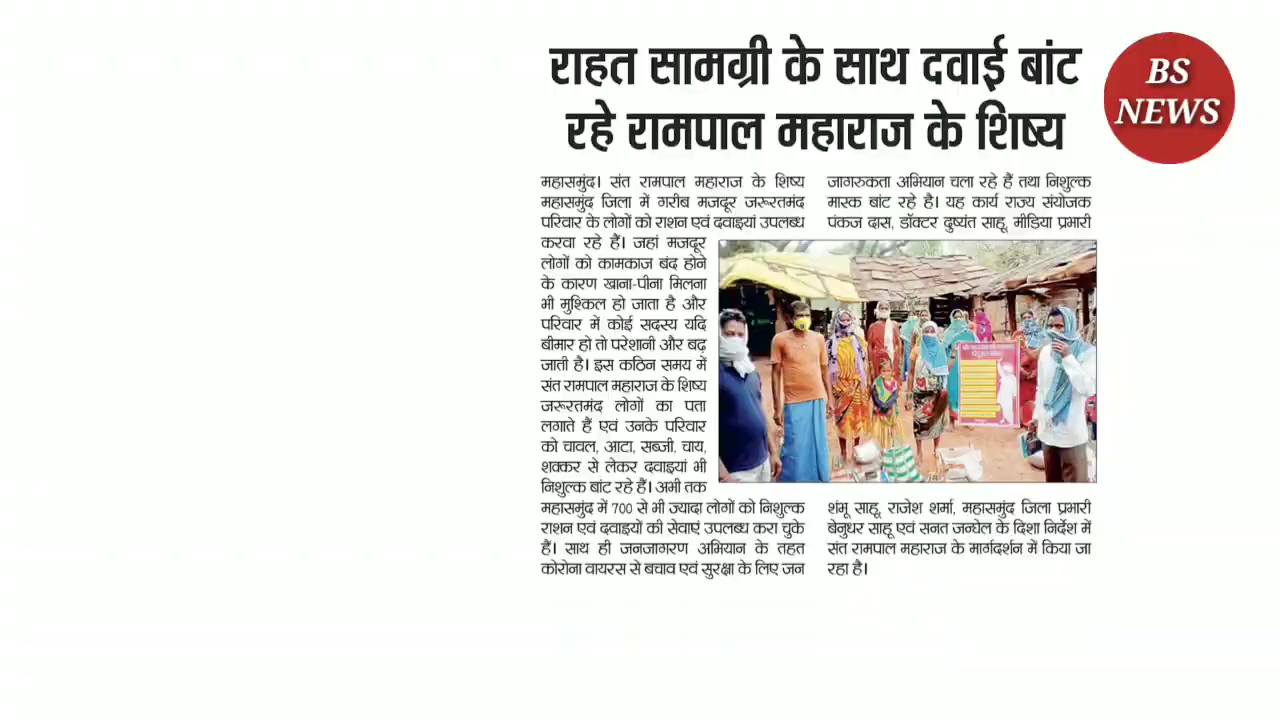 राहत सामग्री के साथ दवाई बांट
रहे रामपाल महाराज के शिष्य
BS
NEWS
महासमुंद। संत रामपाल महाराज के शिष्य
महासमुंद जिला में गरीब मजदूर जरूरतमंद
परिवार के लोगों को राशन एवं दवाइयां उपलब्ध
करवा रहे हैं। जहां मजदूर
लोगों को कामकाज बंद होने
के कारण खाना-पीना मिलना
भी मुश्किल हो जाता है और
परिवार में कोई सदस्य यदि
बीमार हो तो परेशानी और बढ़
जाती है। इस कठिन समय में
संत रामपाल महाराज के शिष्य
जरूरतमंद लोगों का पता
लगाते हैं एवं उनके परिवार
को चावल, आटा, सब्जी, चाय,
शक्कर से लेकर दवाइयां भी
निशुल्क बांट रहे हैं। अभी तक
महासमुंद में 700 से भी ज्यादा लोगों को निशुल्क
राशन एवं दवाइयों की सेवाएं उपलब्ध करा चुके
हैं। साथ ही जनजागरण अभियान के तहत
कोरोना वायरस से बचाव एवं सुरक्षा के लिए जन
जागरुकता अभियान चला रहे हैं तथा निशुल्क
मास्क बांट रहे है। यह कार्य राज्य संयोजक
पंकज दास, डॉक्टर दुष्यंत साहू, मीडिया प्रभारी
शंभू साहू, राजेश शर्मा, महासमुंद जिला प्रभारी
बेनुधर साहू एवं सनत जन्घेल के दिशा निर्देश में
संत रामपाल महाराज के मार्गदर्शन में किया जा
रहा है।